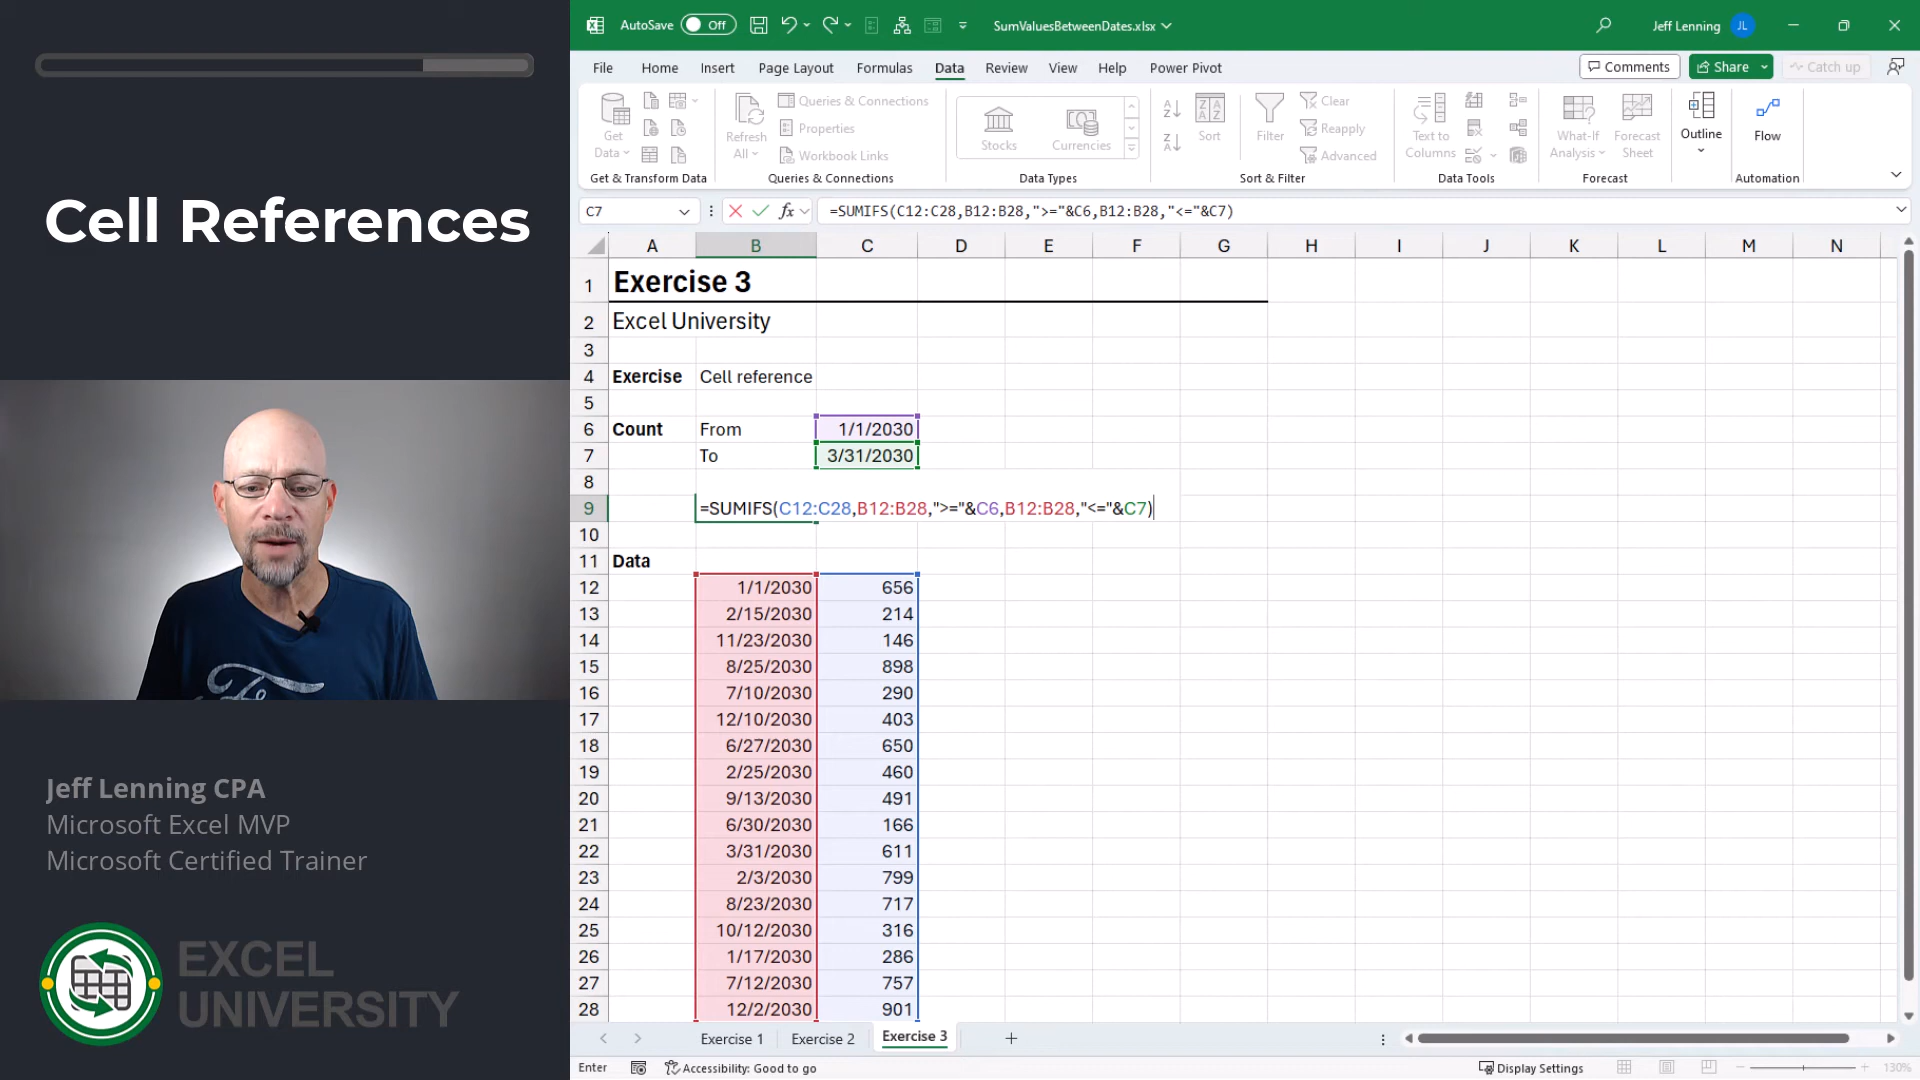 Cell References
Jeff Lenning CPA
Microsoft Excel MVP
Microsoft Certified Trainer
EXCEL
UNIVERSITY
AutoSave Off
SumValuesBetweenDates.xlsx
Jeff Lenning JL
File Home Insert Page Layout Formulas Data Review View Help Power Pivot
Comments Share Catch up
Get
Data
Get & Transform Data
Refresh
All
Queries & Connections
Properties
Workbook Links
Queries & Connections
Stocks Currencies
Data Types
Sort
Filter
Clear
Reapply
Advanced
Sort & Filter
Text to
Columns
Data Tools
What-If
Analysis
Forecast
Sheet
Forecast
Outline
Flow
Automation
C7 fx =SUMIFS(C12:C28,B12:B28,">="&C6,B12:B28,"<="&C7)
A B C D E F G H I J K L M N
1 Exercise 3
2 Excel University
3
4 Exercise Cell reference
5
6 Count From 1/1/2030
7 To 3/31/2030
8
9 =SUMIFS(C12:C28,B12:B28,">="&C6,B12:B28,"<="&C7)
10
11 Data
12 1/1/2030 656
13 2/15/2030 214
14 11/23/2030 146
15 8/25/2030 898
16 7/10/2030 290
17 12/10/2030 403
18 6/27/2030 650
19 2/25/2030 460
20 9/13/2030 491
21 6/30/2030 166
22 3/31/2030 611
23 2/3/2030 799
24 8/23/2030 717
25 10/12/2030 316
26 1/17/2030 286
27 7/12/2030 757
28 12/2/2030 901
Exercise 1 Exercise 2 Exercise 3
Enter Accessibility: Good to go Display Settings 130%